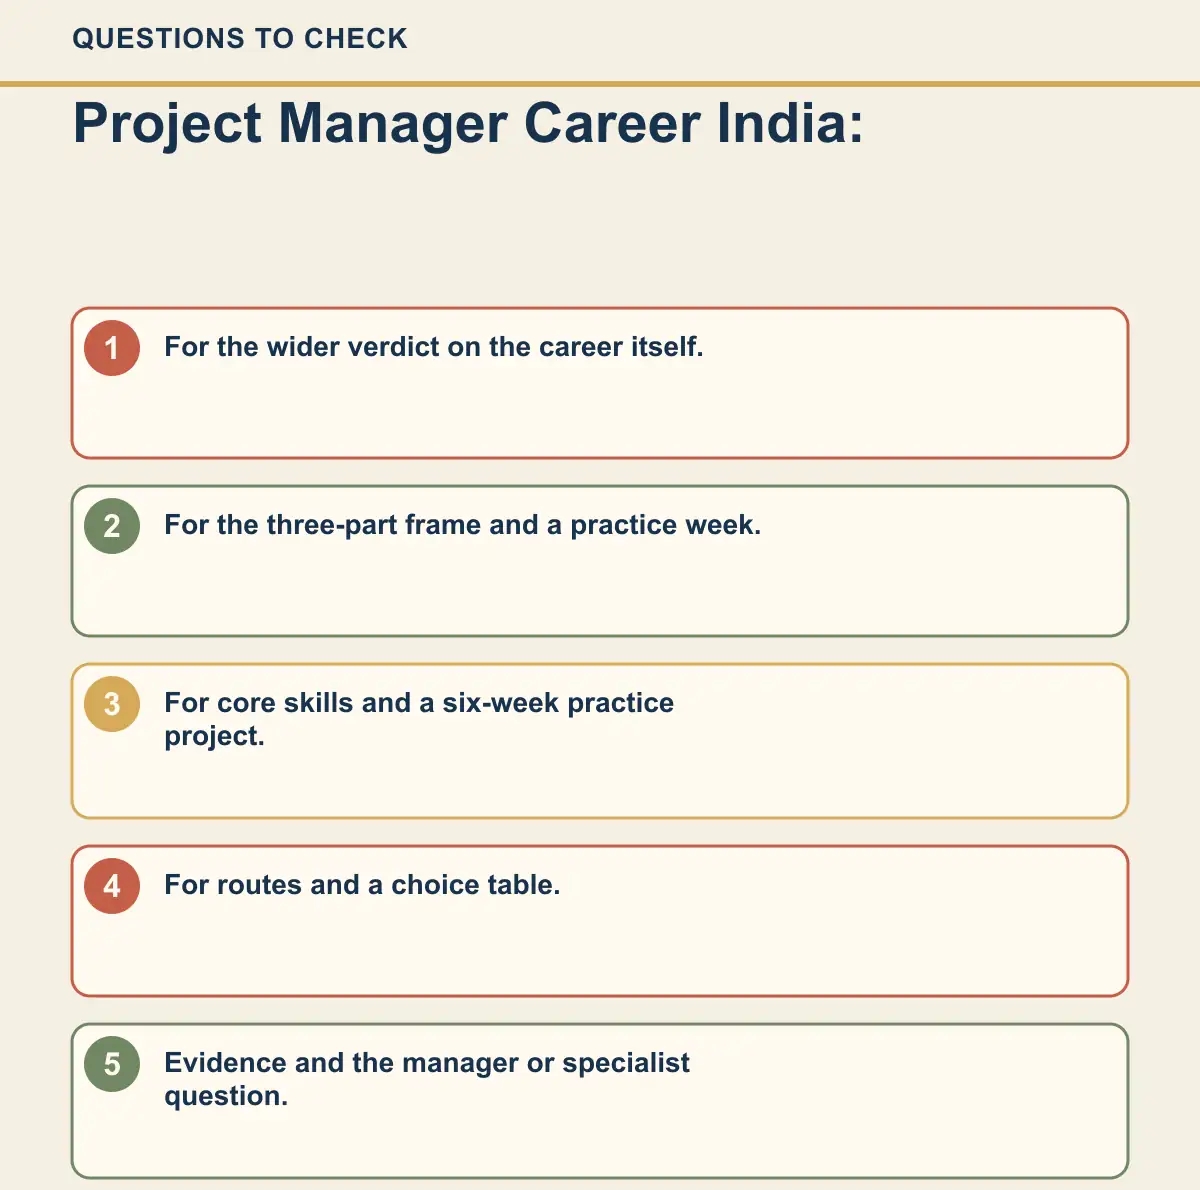 QUESTIONS TO CHECK
Project Manager Career India:
1
For the wider verdict on the career itself.
2
For the three-part frame and a practice week.
3
For core skills and a six-week practice
project.
4
For routes and a choice table.
5
Evidence and the manager or specialist
question.